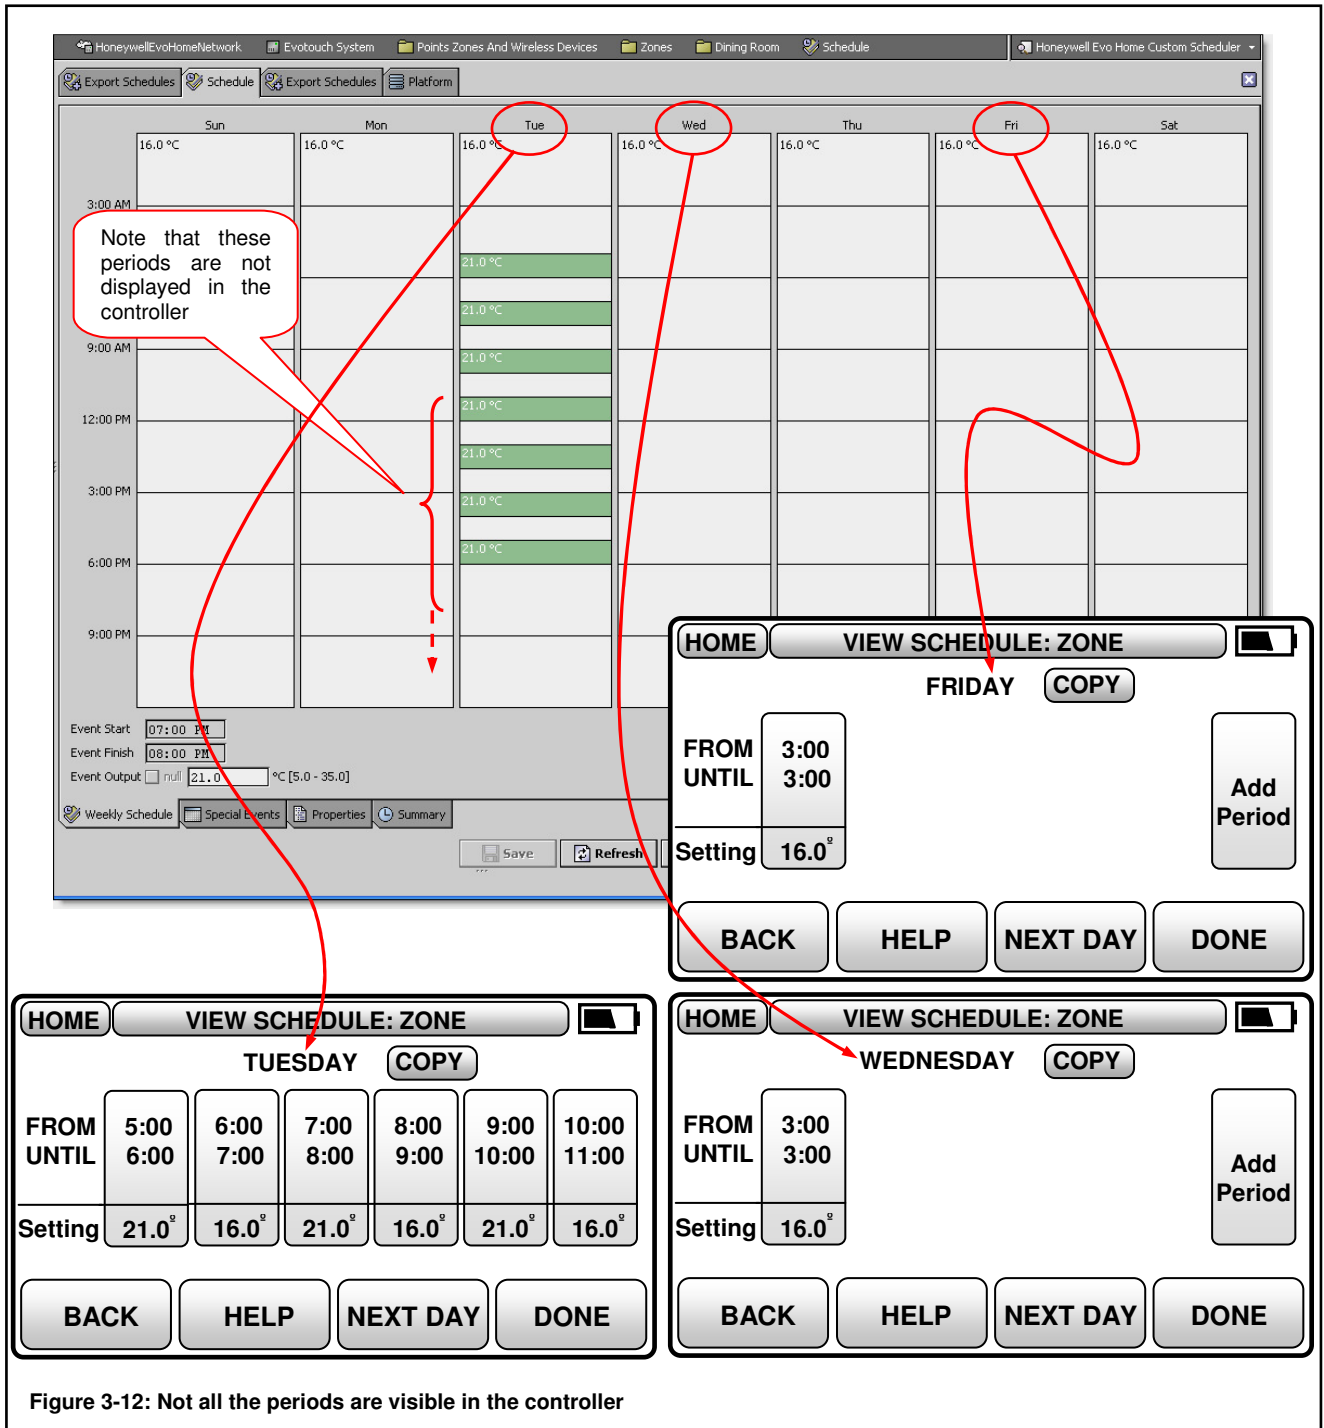 HoneywellEvoHomeNetwork Evotouch System Points Zones And Wireless Devices Zones Dining Room Schedule Honeywell Evo Home Custom Scheduler
Export Schedules Schedule Export Schedules Platform
Sun Mon Tue Wed Thu Fri Sat
16.0 °C 16.0 °C 16.0 °C 16.0 °C 16.0 °C 16.0 °C 16.0 °C
3:00 AM
Note that these
periods are not
displayed in the
controller
21.0 °C
21.0 °C
9:00 AM
21.0 °C
21.0 °C
12:00 PM
21.0 °C
3:00 PM
21.0 °C
21.0 °C
6:00 PM
9:00 PM
Event Start 07:00 PM
Event Finish 08:00 PM
Event Output null 21.0 °C [5.0 - 35.0]
Weekly Schedule Special Events Properties Summary
Save Refresh
HOME VIEW SCHEDULE: ZONE
FRIDAY COPY
FROM 3:00
UNTIL 3:00
Add
Period
Setting 16.0º
BACK HELP NEXT DAY DONE
HOME VIEW SCHEDULE: ZONE
TUESDAY COPY
FROM 5:00 6:00 7:00 8:00 9:00 10:00
UNTIL 6:00 7:00 8:00 9:00 10:00 11:00
Setting 21.0º 16.0º 21.0º 16.0º 21.0º 16.0º
BACK HELP NEXT DAY DONE
HOME VIEW SCHEDULE: ZONE
WEDNESDAY COPY
FROM 3:00
UNTIL 3:00
Add
Period
Setting 16.0º
BACK HELP NEXT DAY DONE
Figure 3-12: Not all the periods are visible in the controller